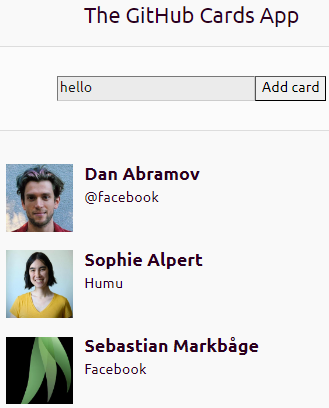 The GitHub Cards App
hello
Add card
Dan Abramov
@facebook
Sophie Alpert
Humu
Sebastian Markbåge
Facebook